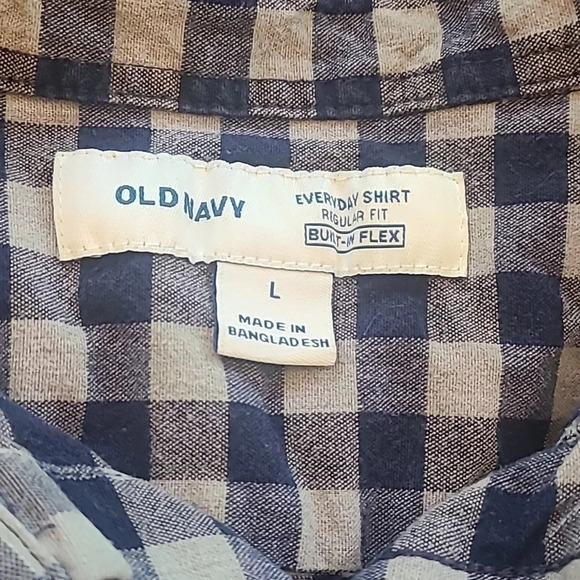 OLD NAVY
EVERYDAY SHIRT
REGULAR FIT
BUILT-IN FLEX
L
MADE IN
BANGLADESH